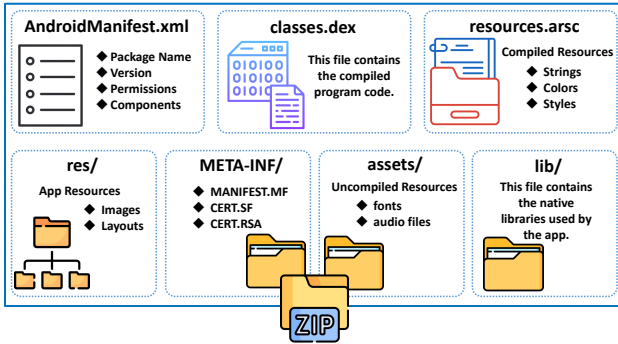 AndroidManifest.xml
◆ Package Name
◆ Version
◆ Permissions
◆ Components
classes.dex
This file contains
the compiled
program code.
010101
010010
resources.arsc
Compiled Resources
◆ Strings
◆ Colors
◆ Styles
res/
App Resources
◆ Images
◆ Layouts
META-INF/
◆ MANIFEST.MF
◆ CERT.SF
◆ CERT.RSA
assets/
Uncompiled Resources
◆ fonts
◆ audio files
lib/
This file contains
the native
libraries used by
the app.
ZIP